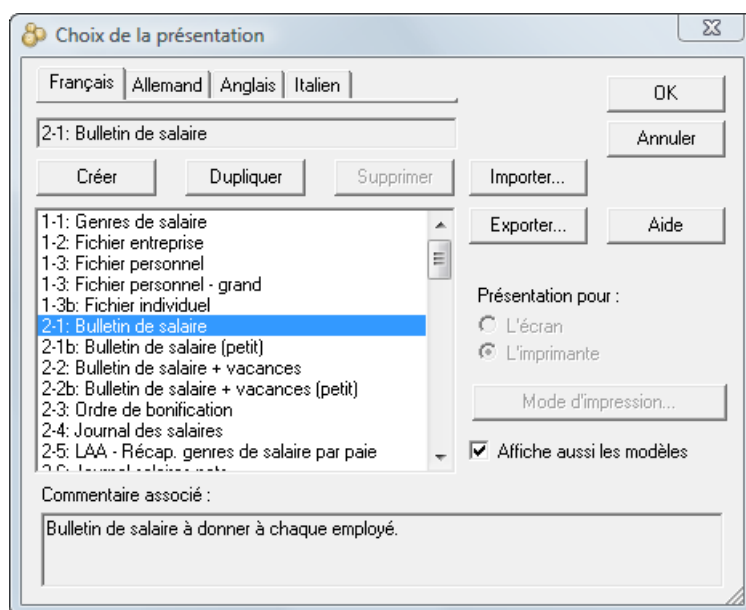 Choix de la présentation
Français Allemand Anglais Italien
OK
2-1: Bulletin de salaire
Annuler
Créer Dupliquer Supprimer Importer...
Exporter... Aide
1-1: Genres de salaire
1-2: Fichier entreprise
1-3: Fichier personnel
1-3: Fichier personnel - grand
1-3b: Fichier individuel
2-1: Bulletin de salaire
2-1b: Bulletin de salaire (petit)
2-2: Bulletin de salaire + vacances
2-2b: Bulletin de salaire + vacances (petit)
2-3: Ordre de bonification
2-4: Journal des salaires
2-5: LAA - Récap. genres de salaire par paie
Présentation pour :
L'écran
L'imprimante
Mode d'impression...
Affiche aussi les modèles
Commentaire associé :
Bulletin de salaire à donner à chaque employé.